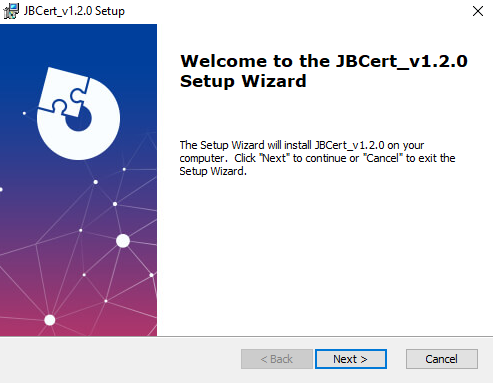 JBCert_v1.2.0 Setup
Welcome to the JBCert_v1.2.0
Setup Wizard
The Setup Wizard will install JBCert_v1.2.0 on your
computer. Click "Next" to continue or "Cancel" to exit the
Setup Wizard.
< Back Next > Cancel